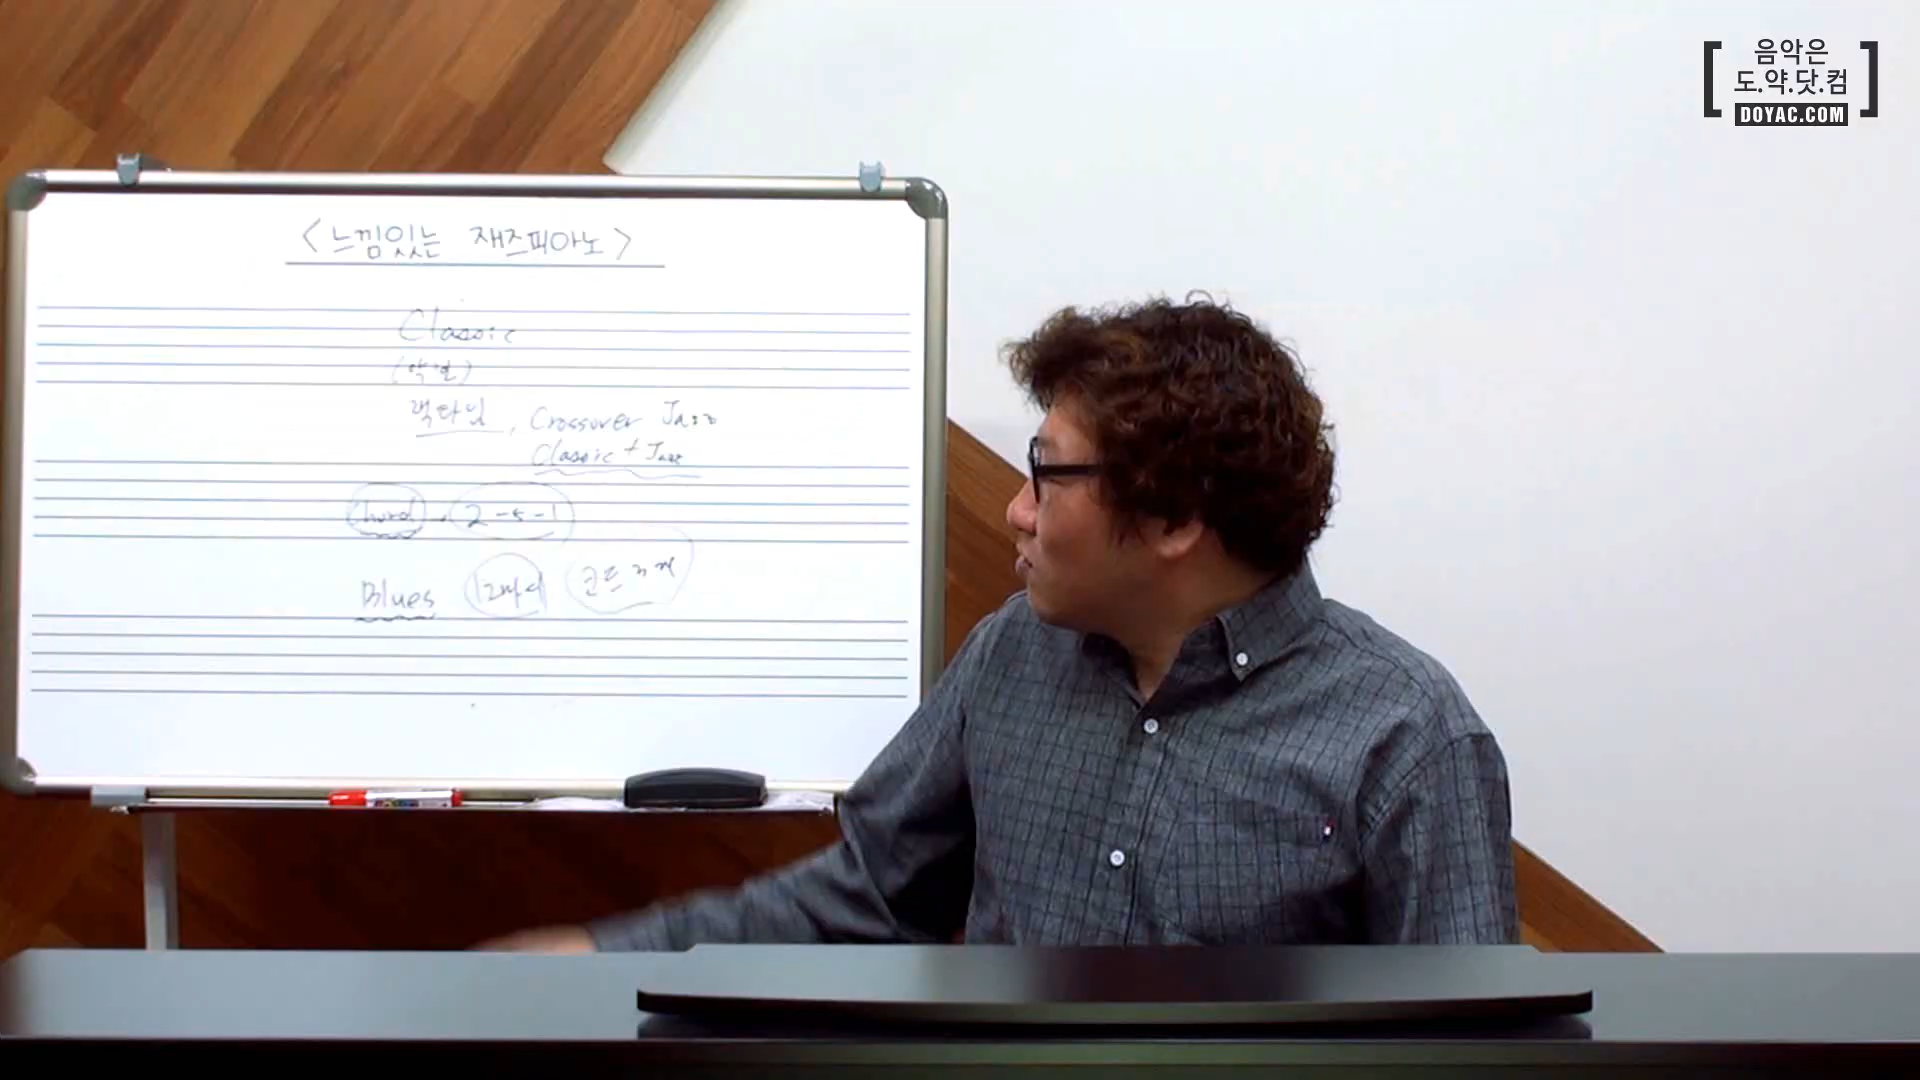 음악은
도.약.닷.컴
DOYAC.COM
<느낌있는 재즈피아노>
Classic
(악보)
랙타임, Crossover Jazz
Classic + Jazz
Chord, 2-5-1
Blues 12마디 코드